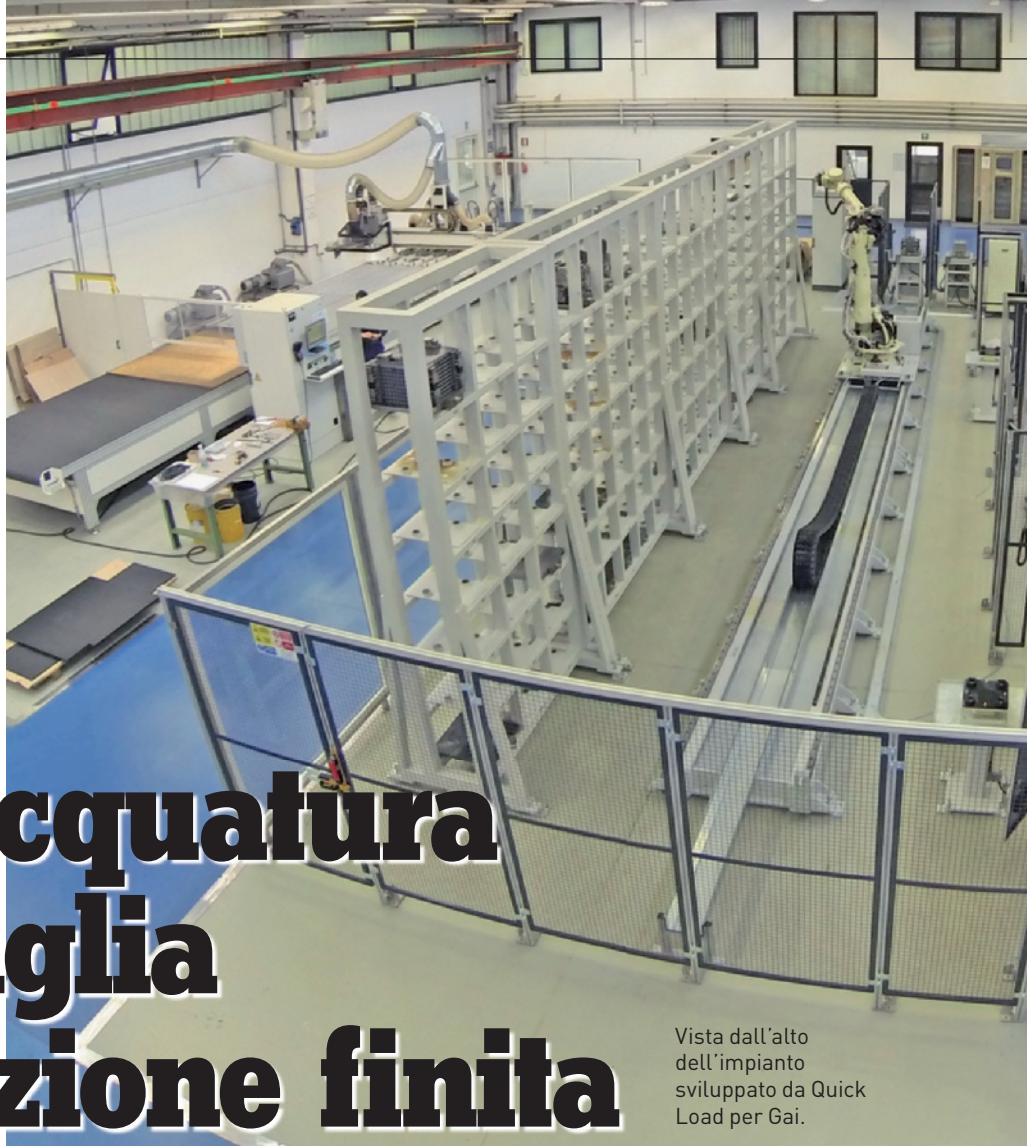 cquatura
glia
zione finita
Vista dall'alto
dell'impianto
sviluppato da Quick
Load per Gai.